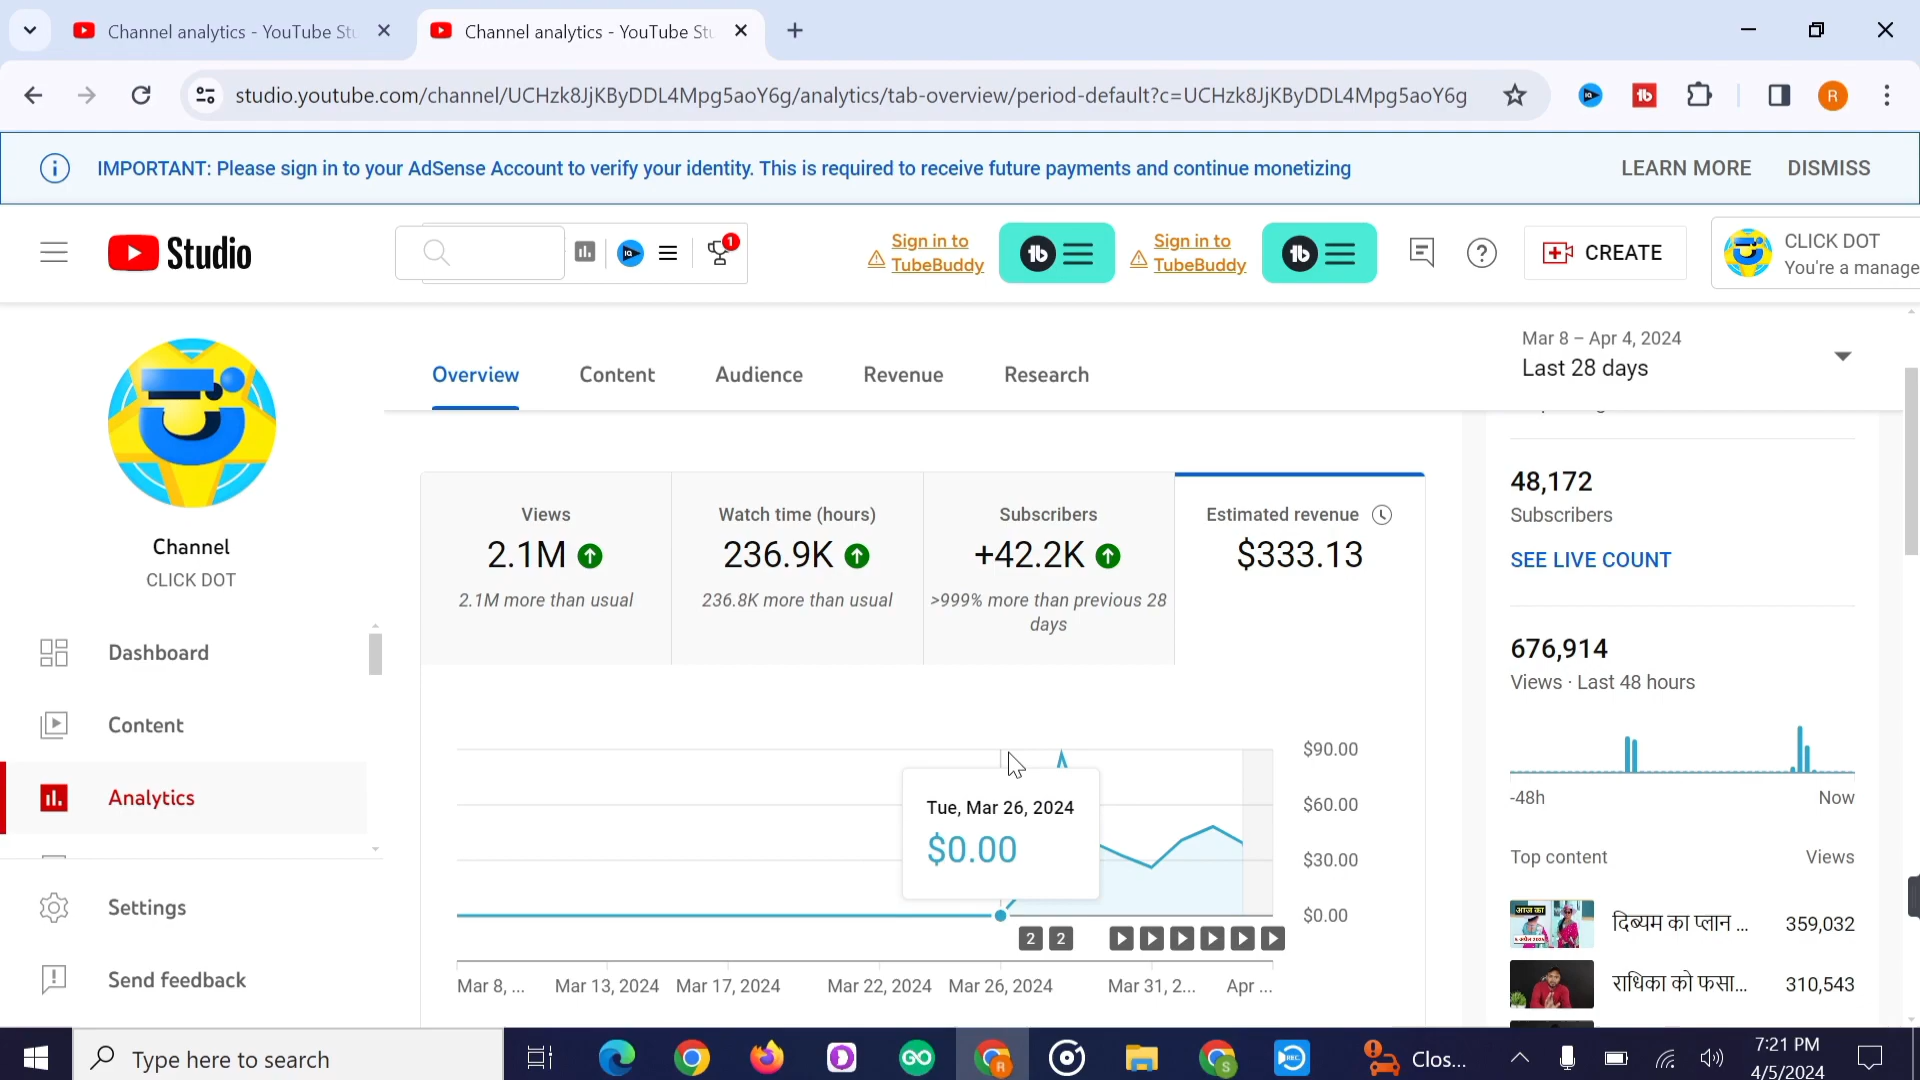 Channel analytics - YouTube Stu
Channel analytics - YouTube Stu
studio.youtube.com/channel/UCHzk8JjKByDDL4Mpg5aoY6g/analytics/tab-overview/period-default?c=UCHzk8JjKByDDL4Mpg5aoY6g
R
IMPORTANT: Please sign in to your AdSense Account to verify your identity. This is required to receive future payments and continue monetizing
LEARN MORE
DISMISS
Studio
1
Sign in to
TubeBuddy
Sign in to
TubeBuddy
CREATE
CLICK DOT
You're a manage
Mar 8 – Apr 4, 2024
Last 28 days
Overview
Content
Audience
Revenue
Research
Channel
CLICK DOT
Dashboard
Content
Analytics
Settings
Send feedback
Views
2.1M
2.1M more than usual
Watch time (hours)
236.9K
236.8K more than usual
Subscribers
+42.2K
>999% more than previous 28
days
Estimated revenue
$333.13
$90.00
$60.00
$30.00
$0.00
Tue, Mar 26, 2024
$0.00
2 2
Mar 8, ...
Mar 13, 2024
Mar 17, 2024
Mar 22, 2024
Mar 26, 2024
Mar 31, 2...
Apr ...
48,172
Subscribers
SEE LIVE COUNT
676,914
Views · Last 48 hours
-48h
Now
Top content
Views
आज का
दिब्यम का प्लान ...
359,032
राधिका को फसा...
310,543
Type here to search
GO
R
S
REC
Clos...
7:21 PM
4/5/2024